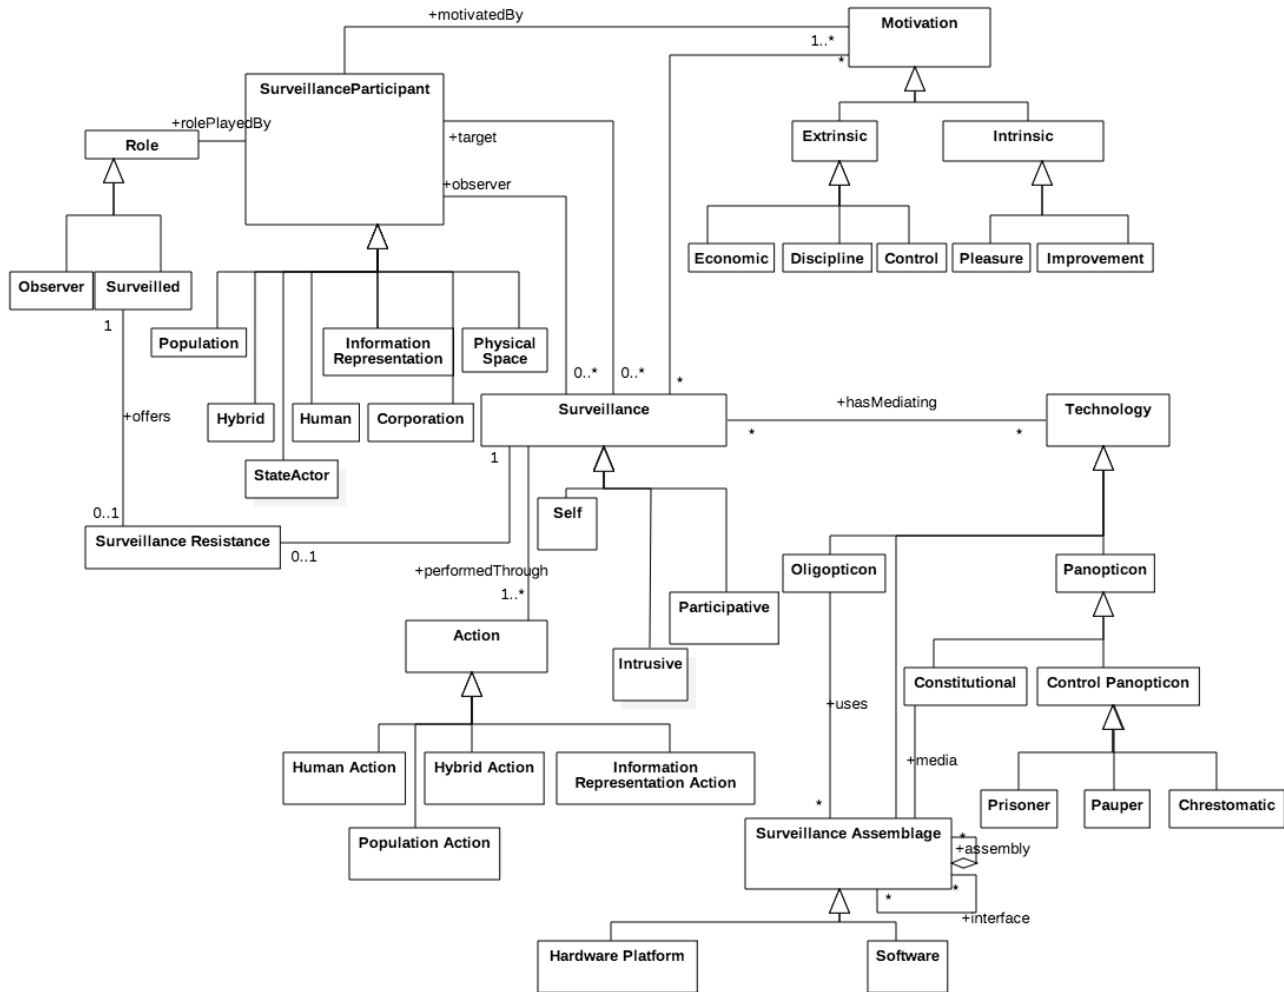 +motivatedBy
Motivation
1..*
*
SurveillanceParticipant
+rolePlayedBy
Role
+target
+observer
Extrinsic
Intrinsic
Economic
Discipline
Control
Pleasure
Improvement
Observer
Surveilled
1
Population
Information
Representation
Physical
Space
0..*
0..*
*
Hybrid
Human
Corporation
+offers
StateActor
Surveillance
+hasMediating
*
*
Technology
1
0..1
Surveillance Resistance
0..1
Self
+performedThrough
1..*
Participative
Intrusive
Oligopticon
Panopticon
Action
Constitutional
Control Panopticon
+uses
+media
Human Action
Hybrid Action
Information
Representation Action
Population Action
Prisoner
Pauper
Chrestomatic
*
Surveillance Assemblage
*
+assembly
*
*
+interface
Hardware Platform
Software